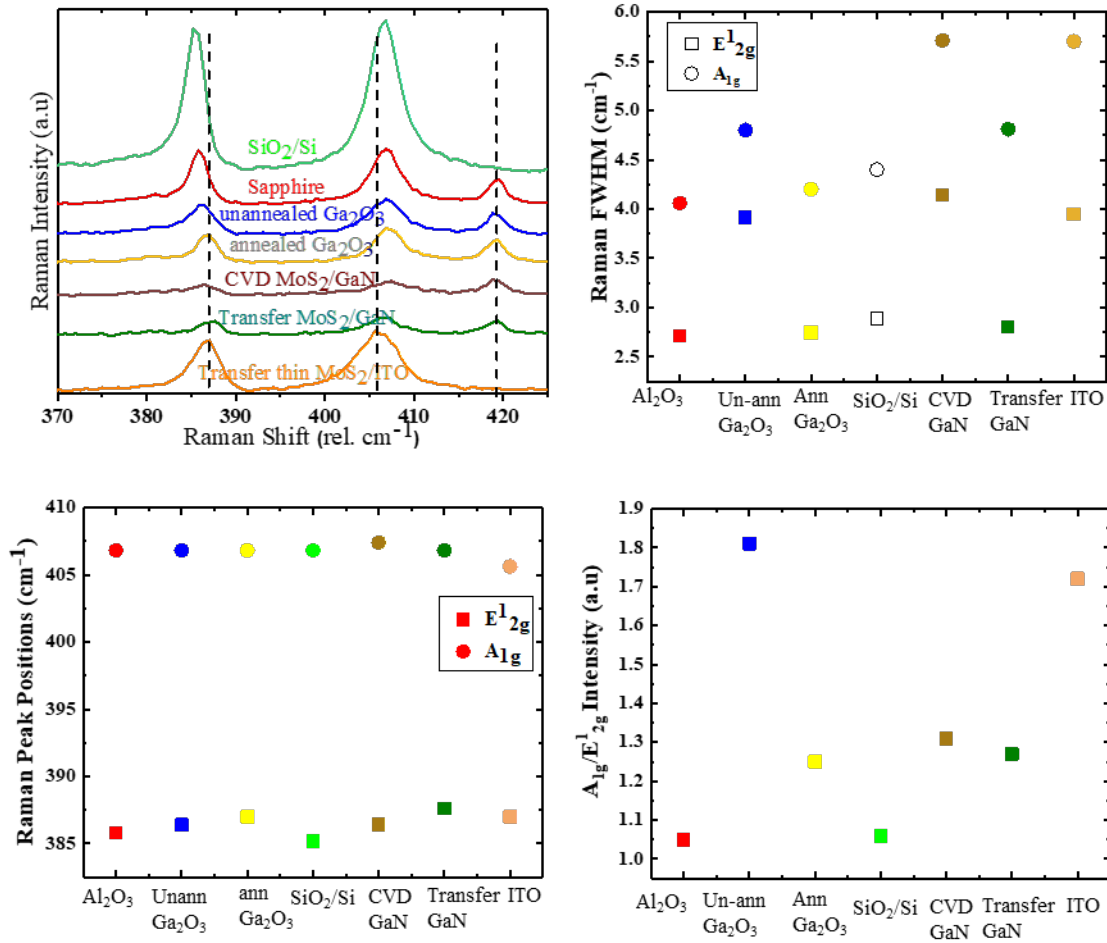 Raman Intensity (a.u)
SiO₂/Si
Sapphire
unannealed Ga₂O₃
annealed Ga₂O₃
CVD MoS₂/GaN
Transfer MoS₂/GaN
Transfer thin MoS₂/ITO
370 380 390 400 410 420
Raman Shift (rel. cm⁻¹)
Raman FWHM (cm⁻¹)
6.0
5.5
5.0
4.5
4.0
3.5
3.0
2.5
E¹₂g
A₁g
Al₂O₃ Un-ann Ga₂O₃ Ann Ga₂O₃ SiO₂/Si CVD GaN Transfer GaN ITO
Raman Peak Positions (cm⁻¹)
410
405
400
395
390
385
E¹₂g
A₁g
Al₂O₃ Unann Ga₂O₃ ann Ga₂O₃ SiO₂/Si CVD GaN Transfer GaN ITO
A₁g/E¹₂g Intensity (a.u)
1.9
1.8
1.7
1.6
1.5
1.4
1.3
1.2
1.1
1.0
Al₂O₃ Un-ann Ga₂O₃ Ann Ga₂O₃ SiO₂/Si CVD GaN Transfer GaN ITO